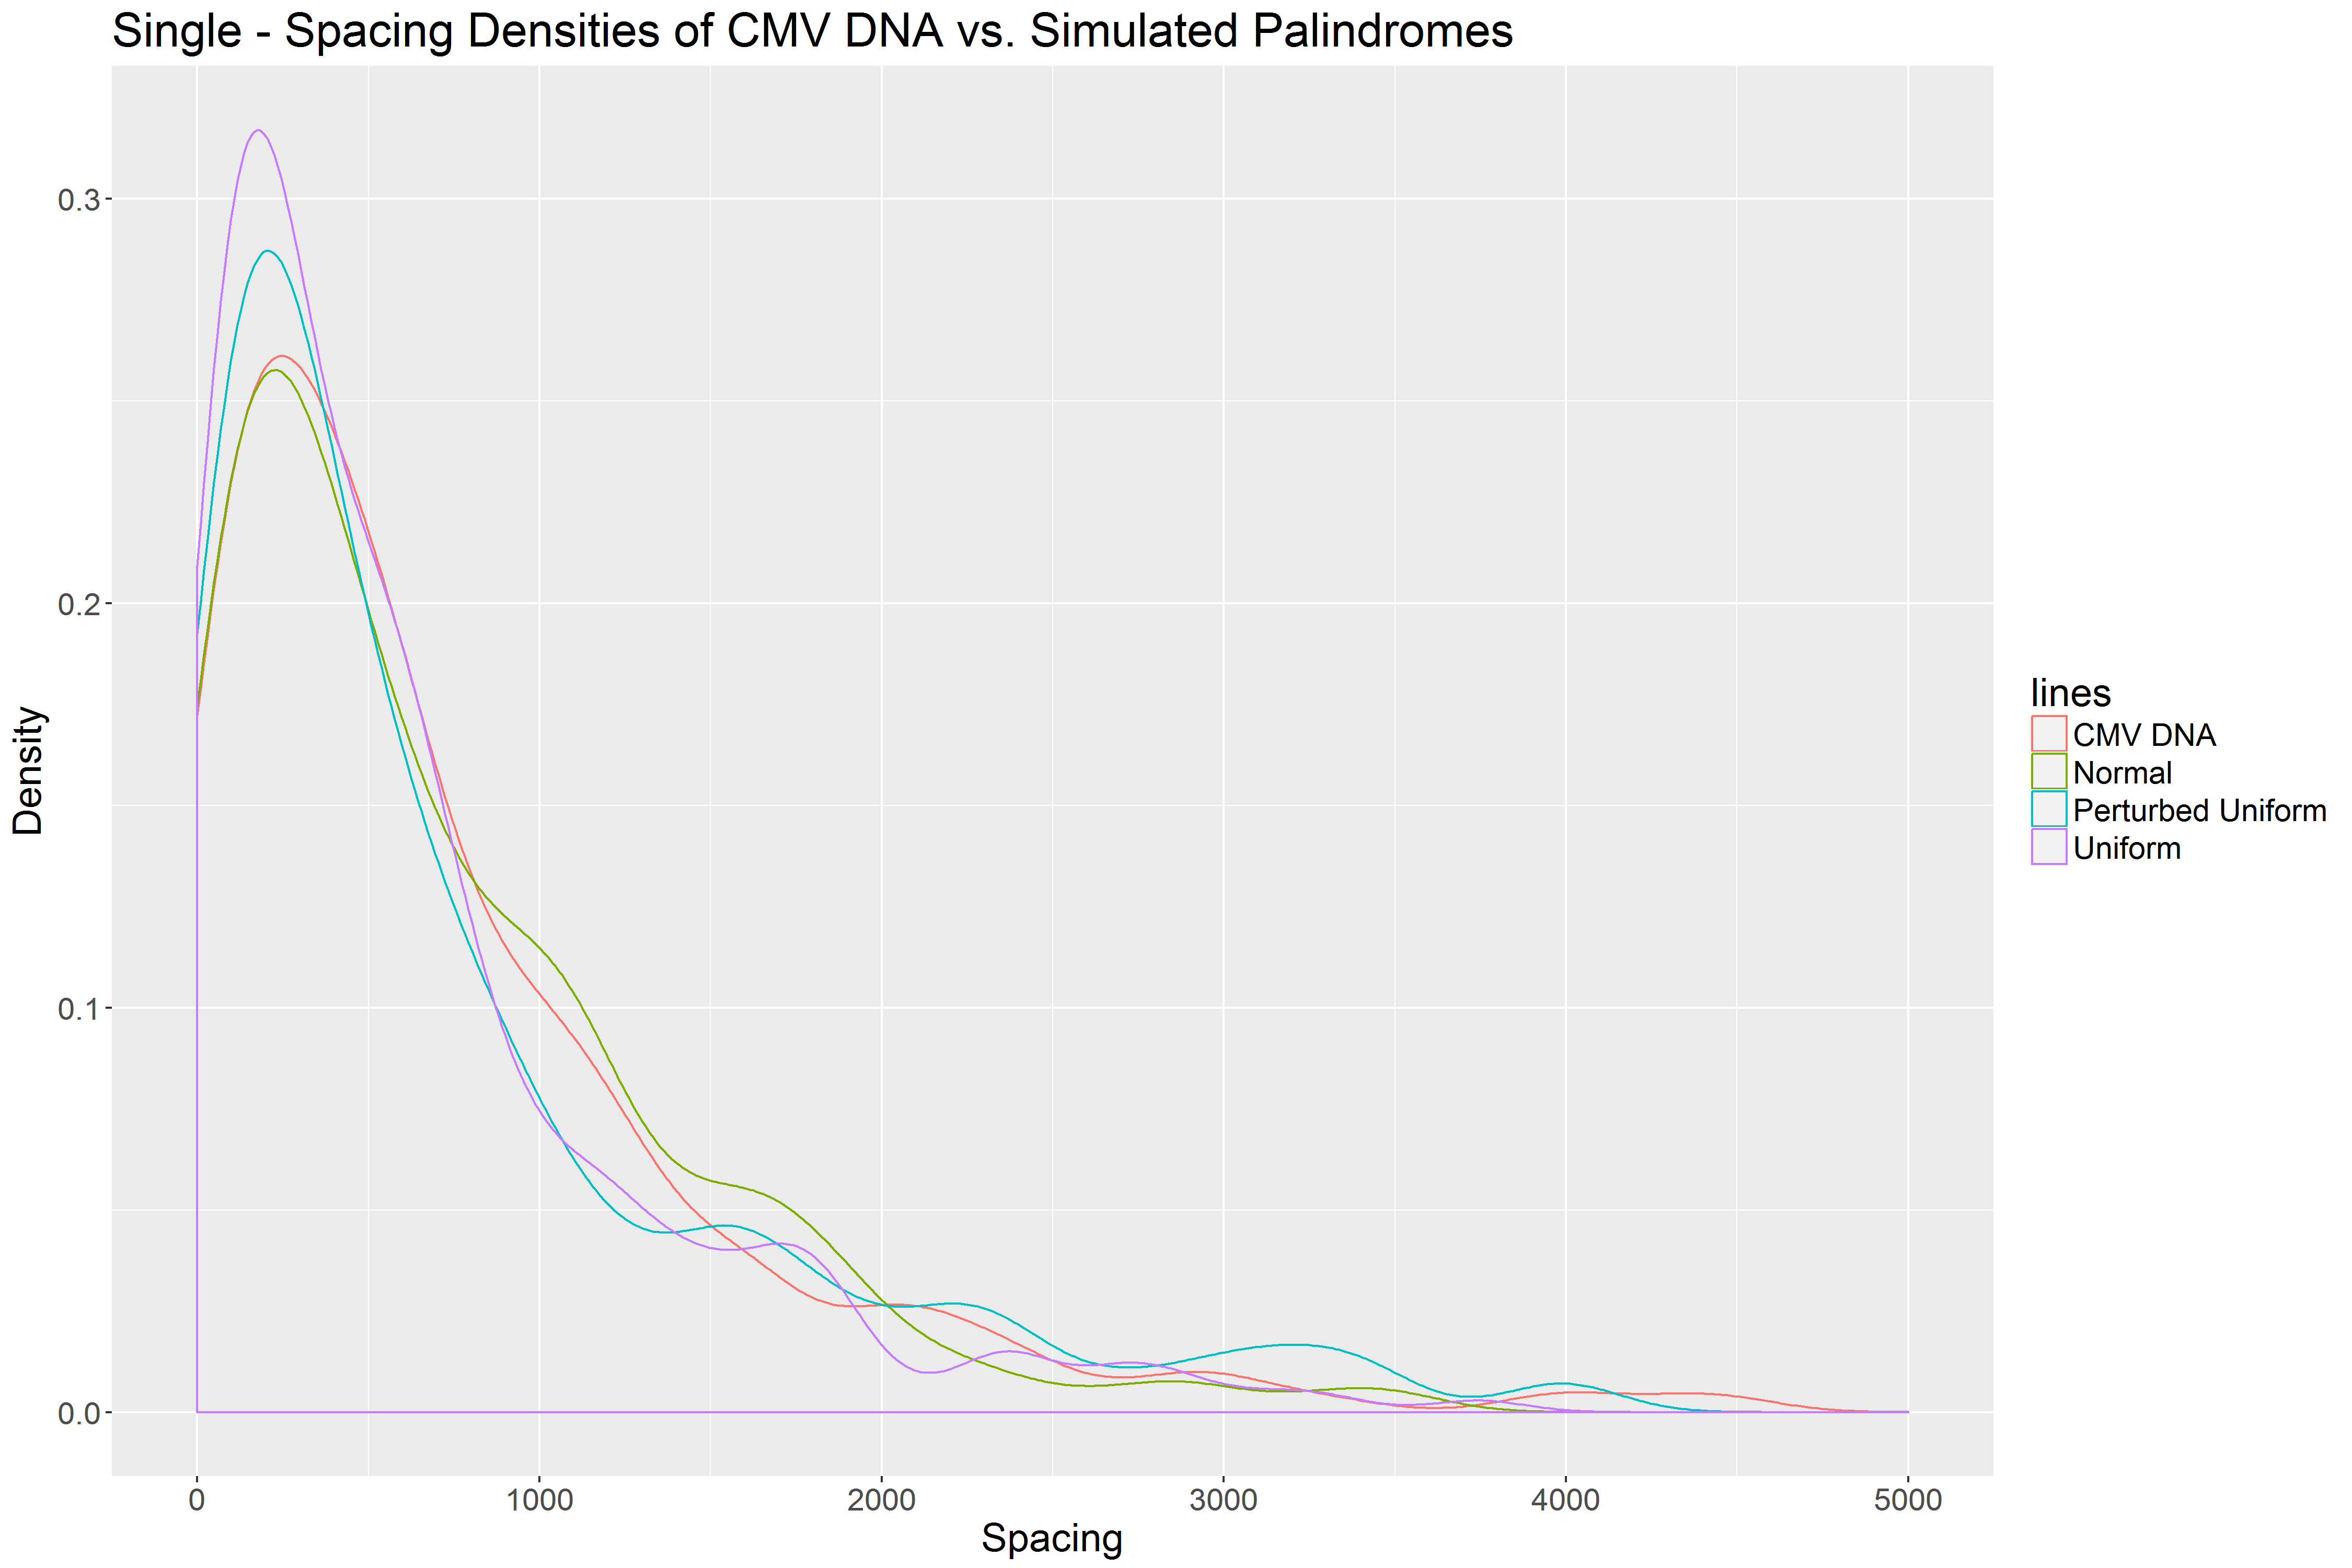 Single - Spacing Densities of CMV DNA vs. Simulated Palindromes
Density
0.3
0.2
0.1
0.0
0 1000 2000 3000 4000 5000
Spacing
lines
CMV DNA
Normal
Perturbed Uniform
Uniform